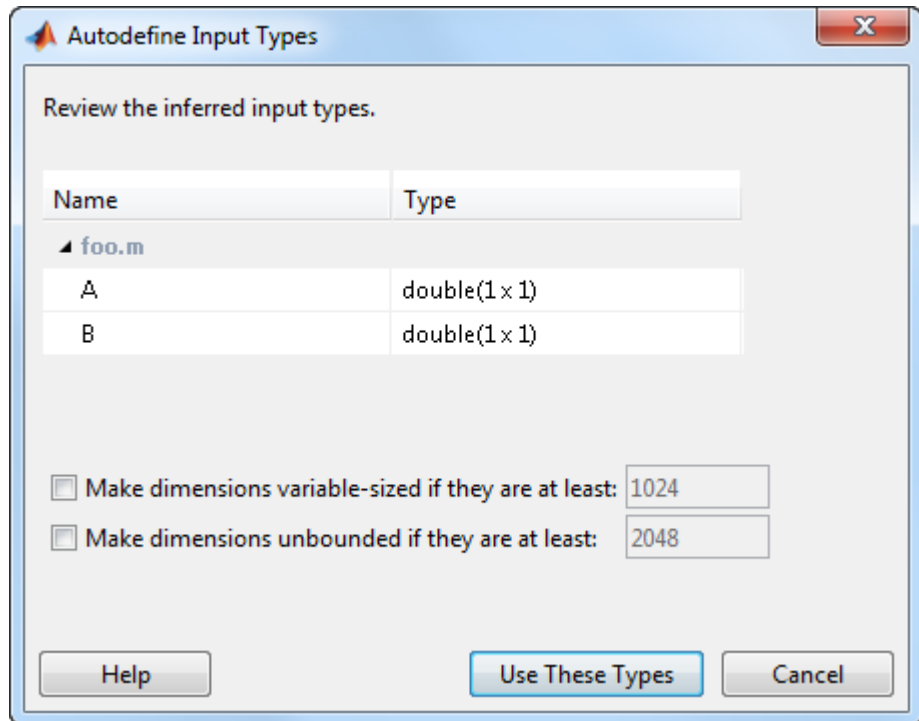 Autodefine Input Types
Review the inferred input types.
Name Type
foo.m
A double(1 x 1)
B double(1 x 1)
Make dimensions variable-sized if they are at least: 1024
Make dimensions unbounded if they are at least: 2048
Help Use These Types Cancel